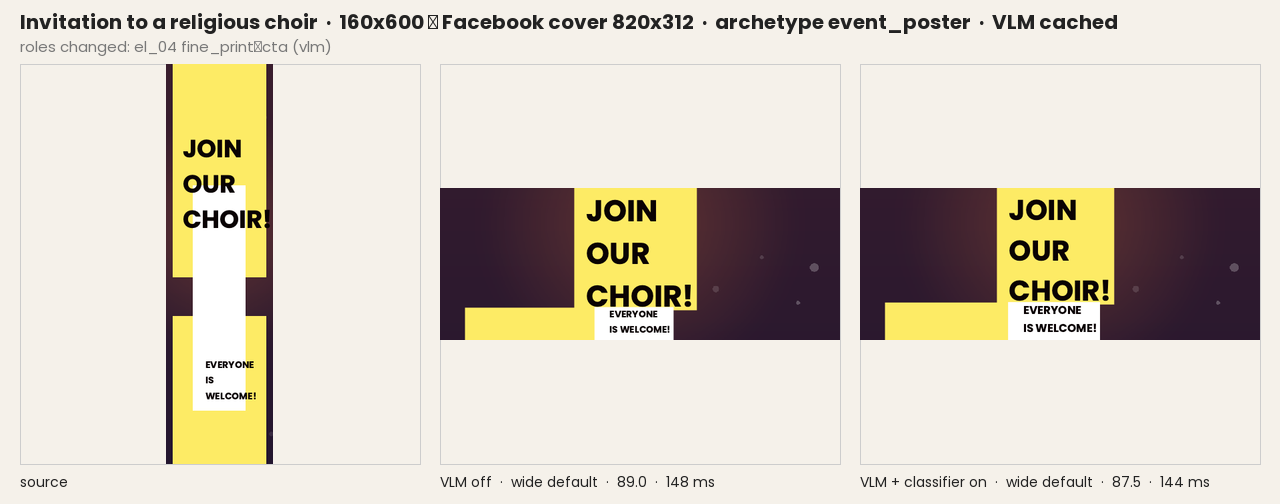 Invitation to a religious choir · 160x600 □ Facebook cover 820x312 · archetype event_poster · VLM cached
roles changed: el_04 fine_print□cta (vlm)
JOIN
OUR
CHOIR!
EVERYONE
IS
WELCOME!
source
JOIN
OUR
CHOIR!
EVERYONE
IS WELCOME!
VLM off · wide default · 89.0 · 148 ms
JOIN
OUR
CHOIR!
EVERYONE
IS WELCOME!
VLM + classifier on · wide default · 87.5 · 144 ms